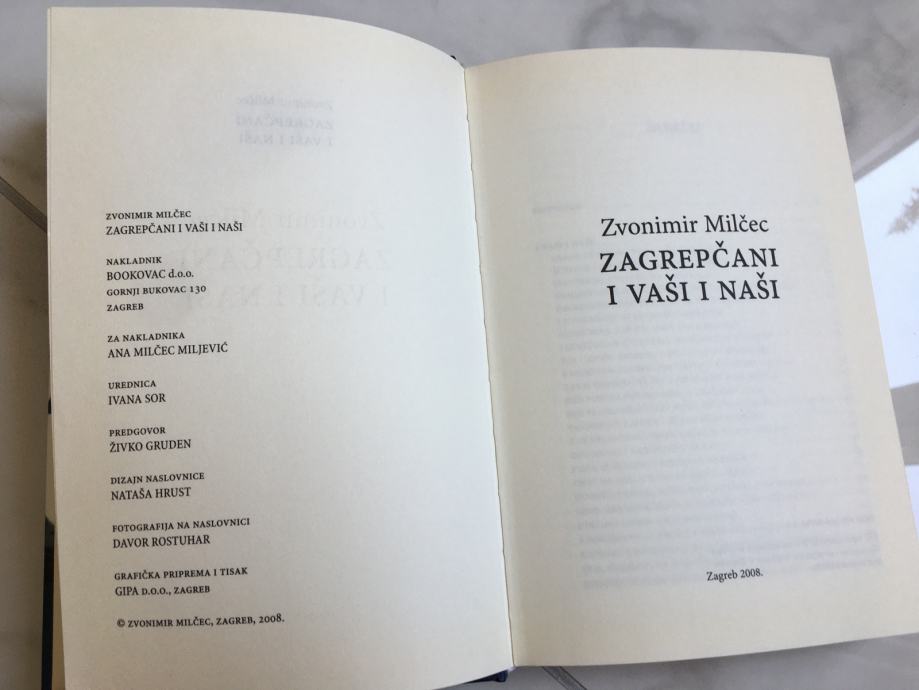 ZVONIMIR MILČEC
ZAGREPČANI I VAŠI I NAŠI
NAKLADNIK
BOOKOVAC d.o.o.
GORNJI BUKOVAC 130
ZAGREB
ZA NAKLADNIKA
ANA MILČEC MILJEVIĆ
UREDNICA
IVANA SOR
PREDGOVOR
ŽIVKO GRUDEN
DIZAJN NASLOVNICE
NATAŠA HRUST
FOTOGRAFIJA NA NASLOVNICI
DAVOR ROSTUHAR
GRAFIČKA PRIPREMA I TISAK
GIPA D.O.O., ZAGREB
© ZVONIMIR MILČEC, ZAGREB, 2008.
Zvonimir Milčec
ZAGREPČANI
I VAŠI I NAŠI
Zagreb 2008.